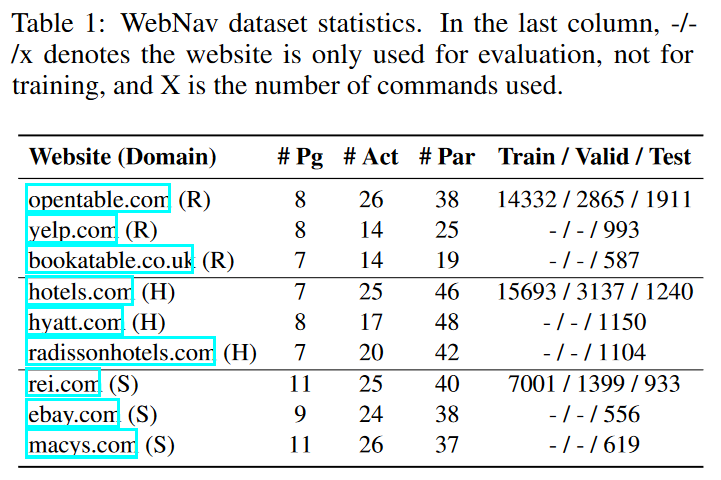 Table 1: WebNav dataset statistics. In the last column, -/-
/x denotes the website is only used for evaluation, not for
training, and X is the number of commands used.
Website (Domain) # Pg # Act # Par Train / Valid / Test
opentable.com (R) 8 26 38 14332 / 2865 / 1911
yelp.com (R) 8 14 25 - / - / 993
bookatable.co.uk (R) 7 14 19 - / - / 587
hotels.com (H) 7 25 46 15693 / 3137 / 1240
hyatt.com (H) 8 17 48 - / - / 1150
radissonhotels.com (H) 7 20 42 - / - / 1104
rei.com (S) 11 25 40 7001 / 1399 / 933
ebay.com (S) 9 24 38 - / - / 556
macys.com (S) 11 26 37 - / - / 619